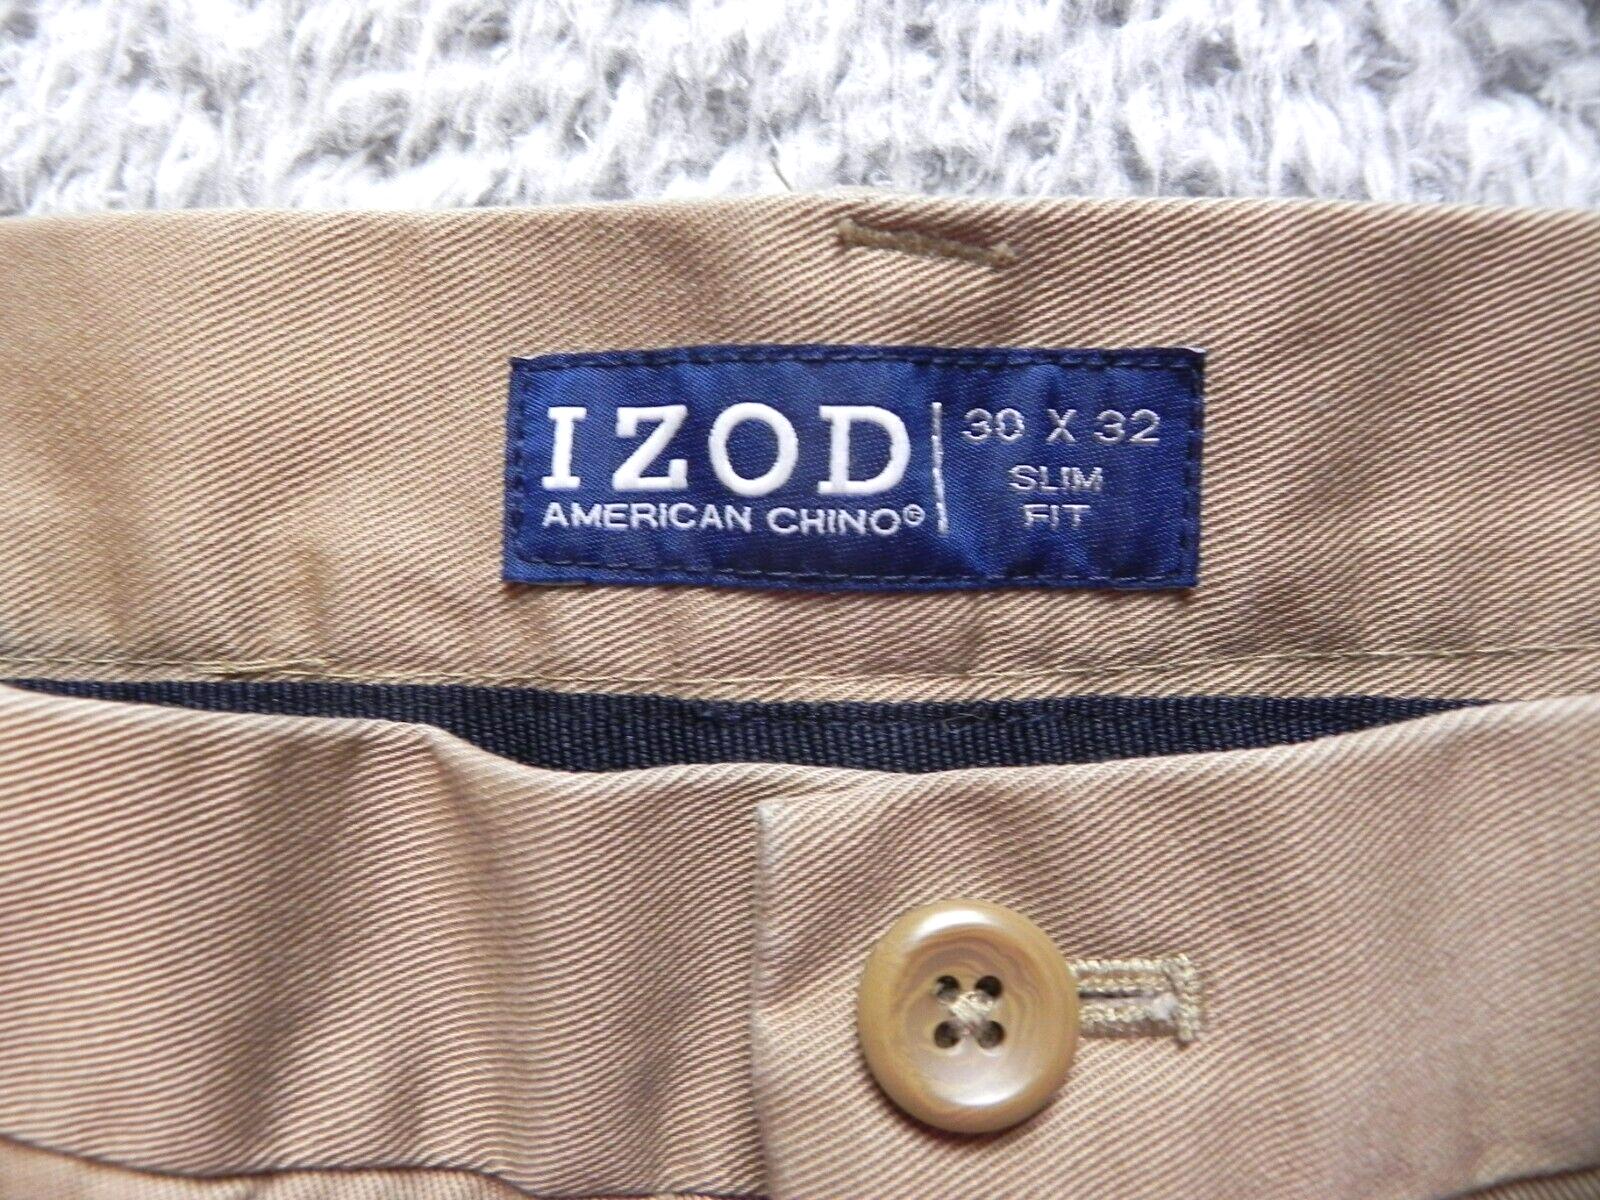 IZOD
AMERICAN CHINO®
30 X 32
SLIM
FIT